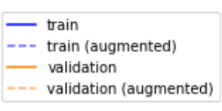 train
train (augmented)
validation
validation (augmented)